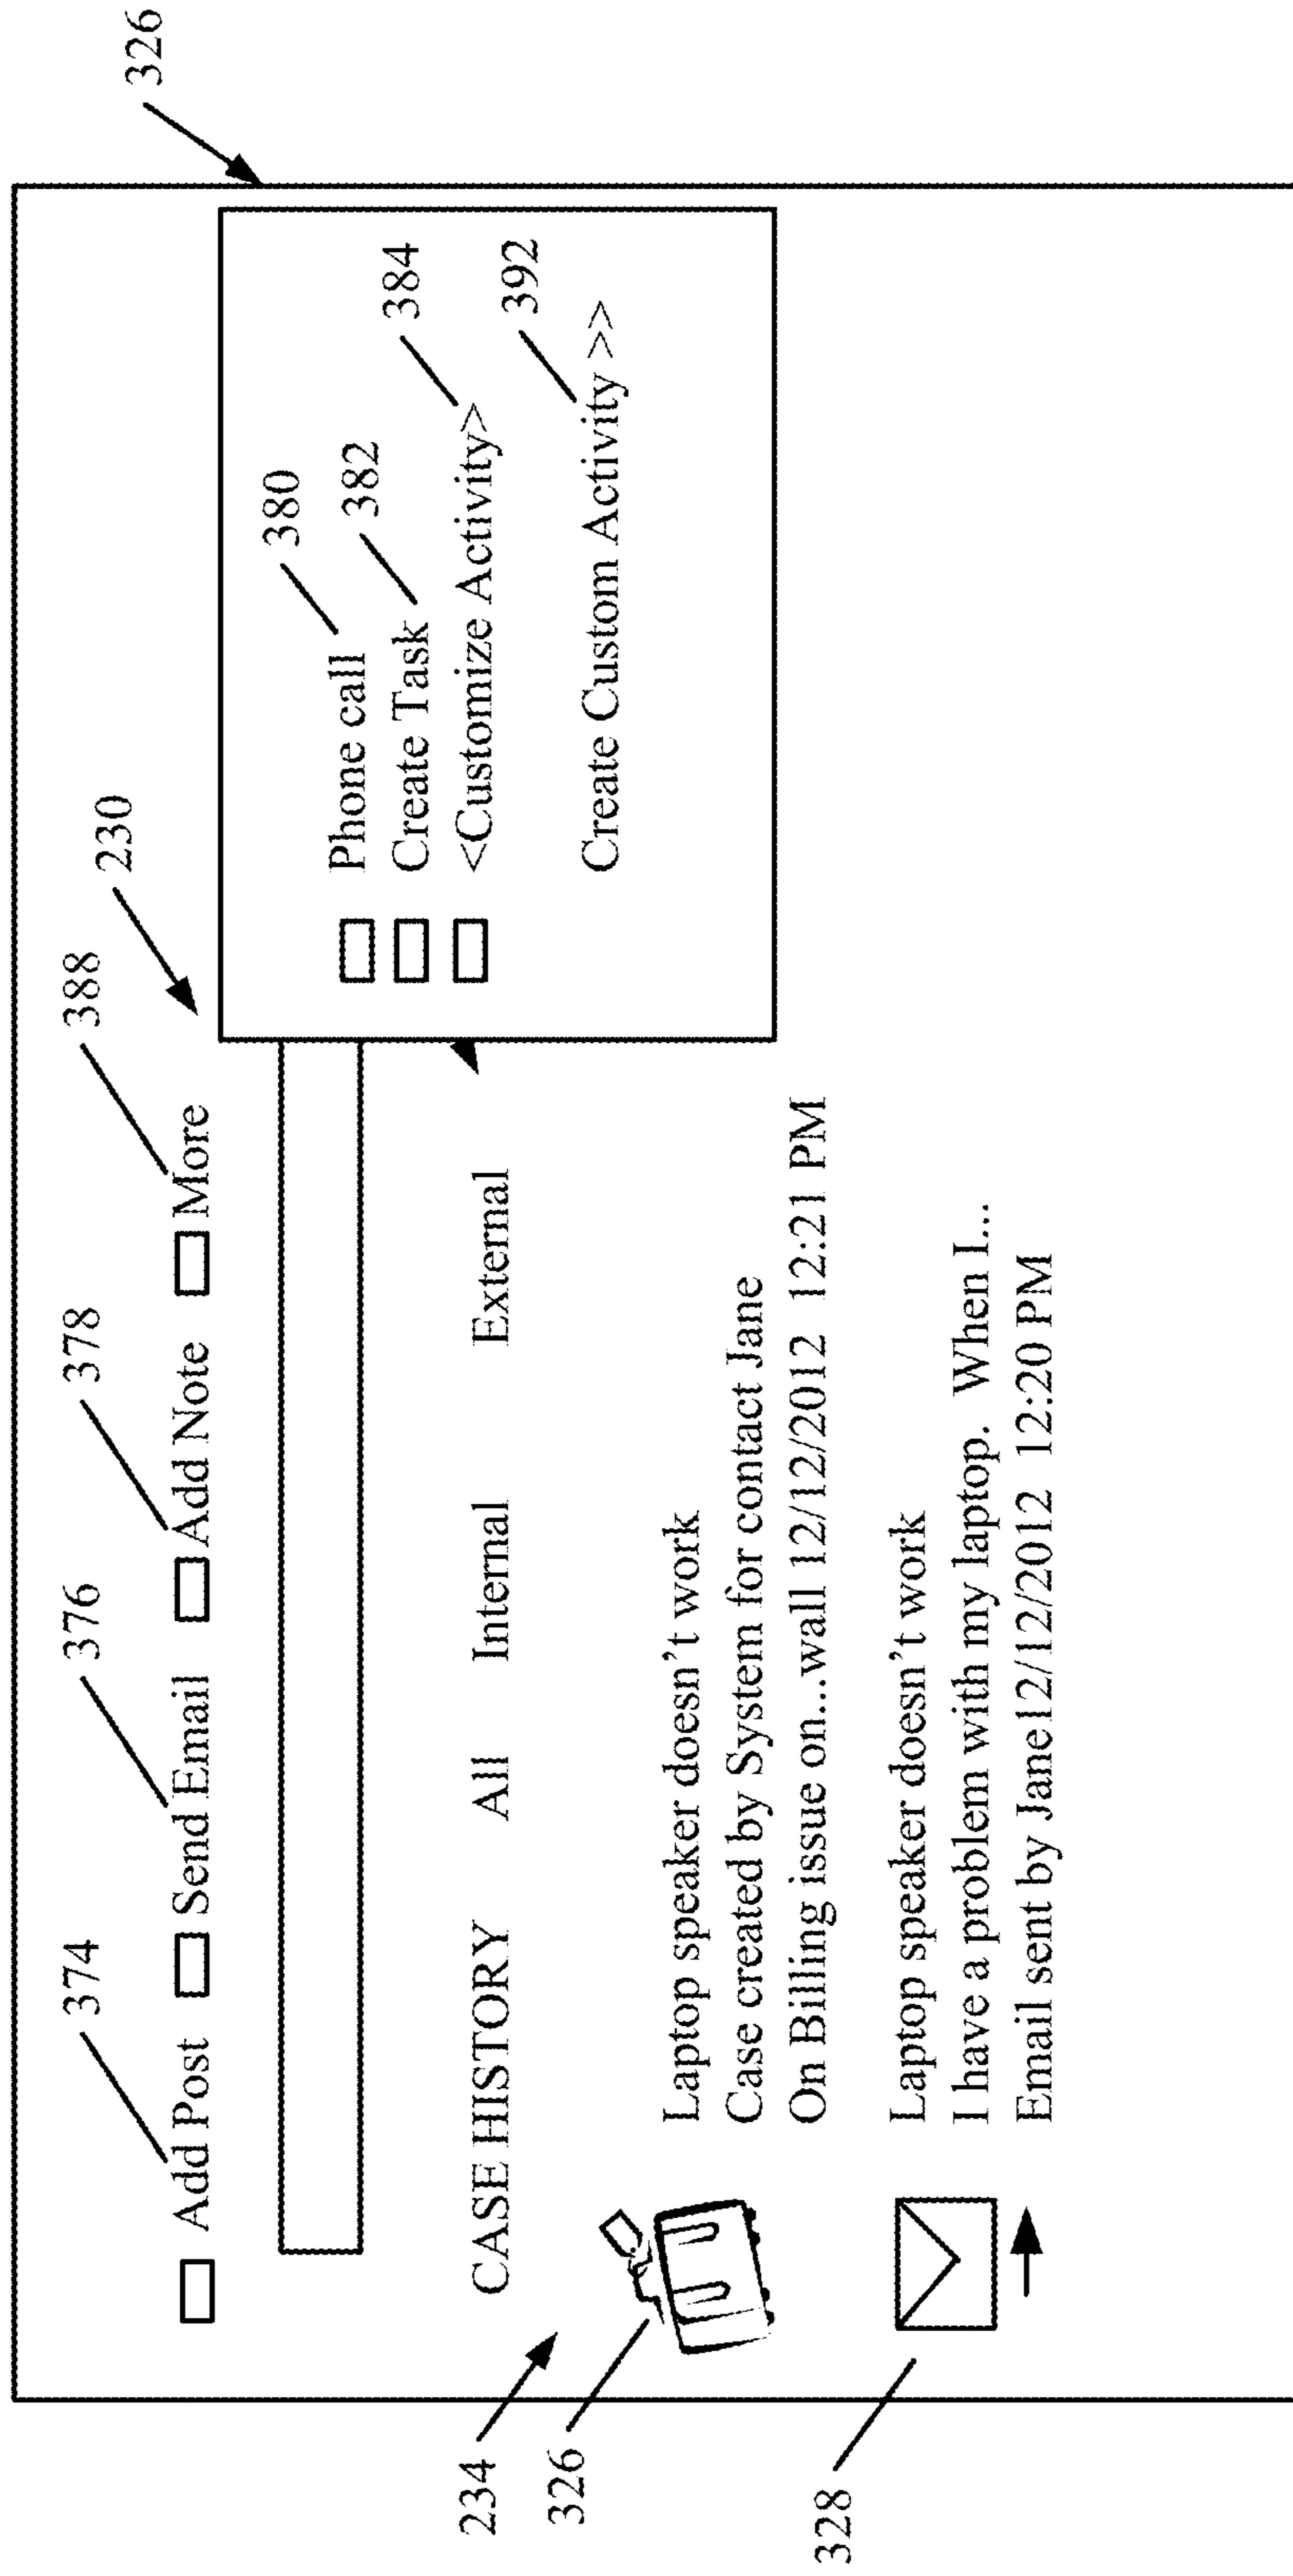 374
376
378
388
230
326
Add Post
Send Email
Add Note
More
380
382
384
392
Phone call
Create Task
<Customize Activity>
Create Custom Activity >>
234
CASE HISTORY All Internal External
326
Laptop speaker doesn't work
Case created by System for contact Jane
On Billing issue on...wall 12/12/2012 12:21 PM
328
Laptop speaker doesn't work
I have a problem with my laptop. When I...
Email sent by Jane12/12/2012 12:20 PM